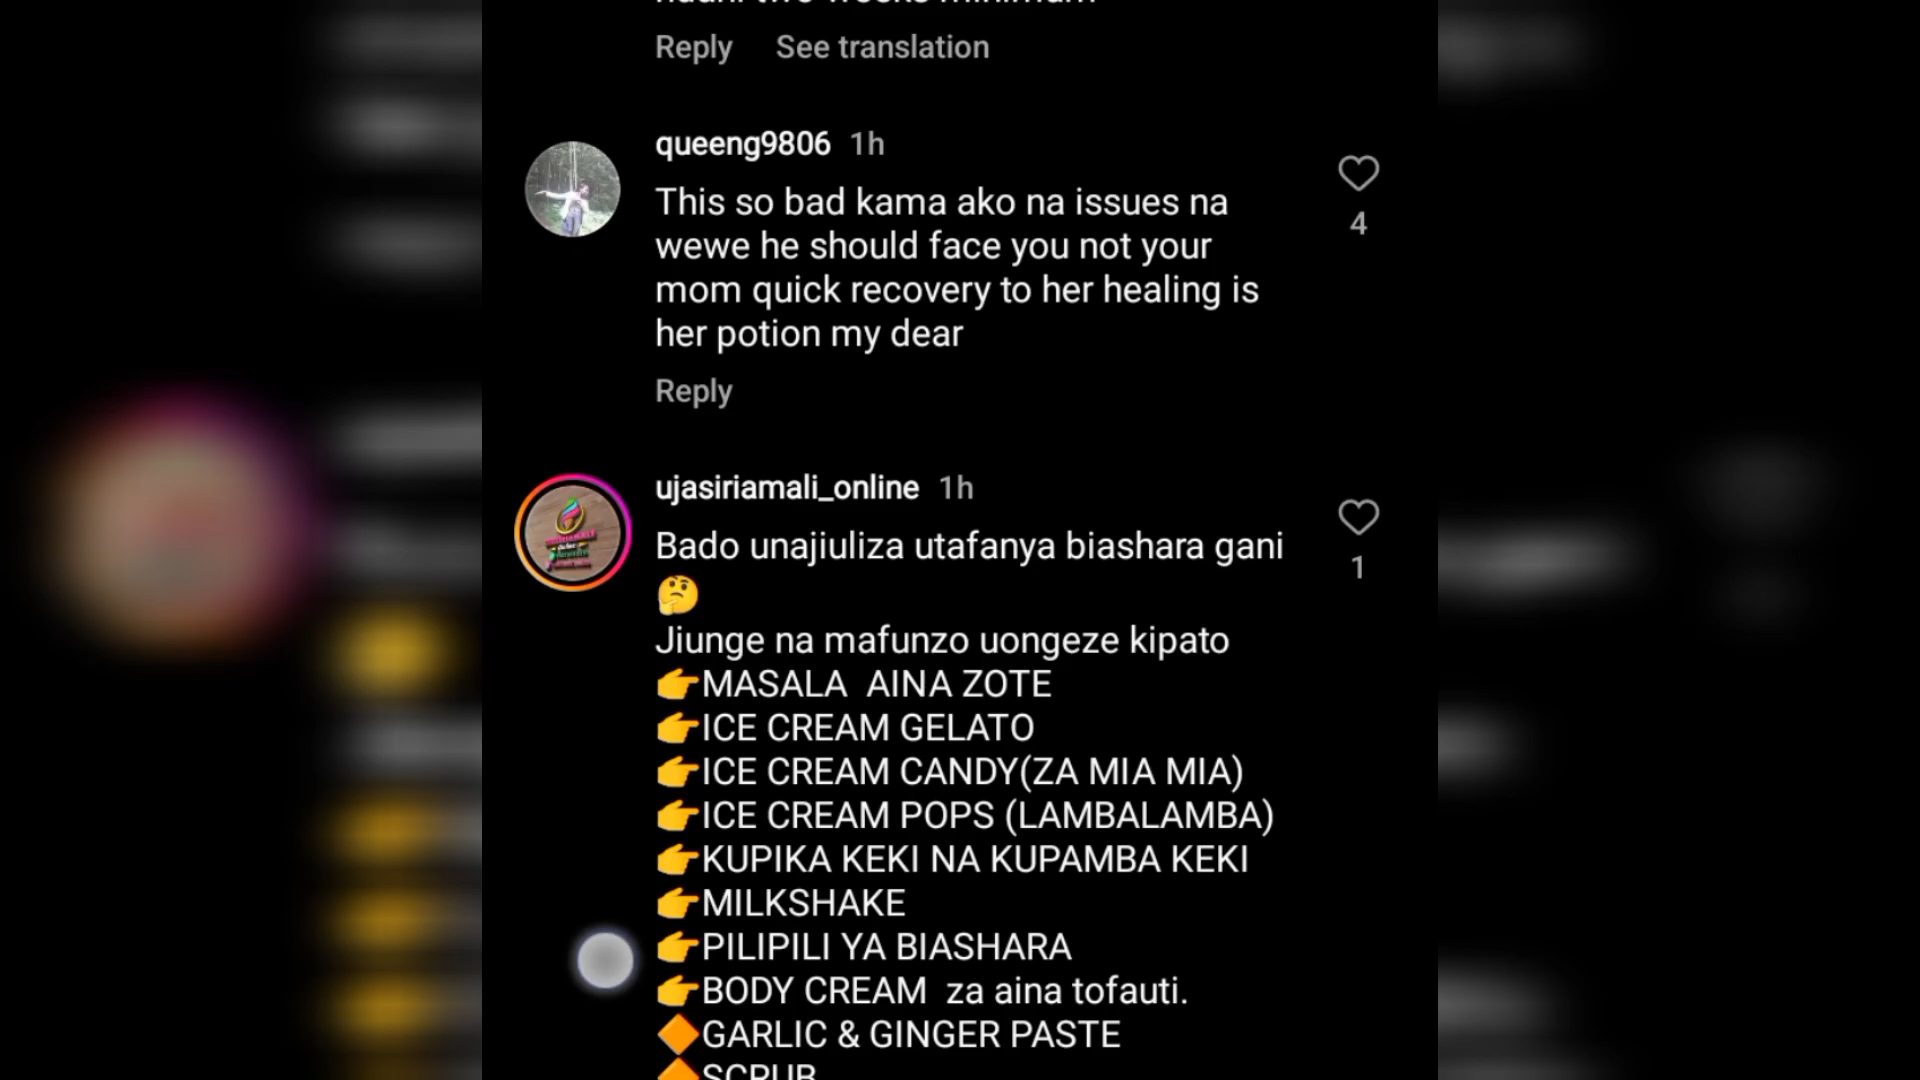 two weeks minimum
Reply See translation
queeng9806 1h
This so bad kama ako na issues na
wewe he should face you not your
mom quick recovery to her healing is
her potion my dear
4
Reply
ujasiriamali_online 1h
Bado unajiuliza utafanya biashara gani
🤔
1
Jiunge na mafunzo uongeze kipato
👉MASALA AINA ZOTE
👉ICE CREAM GELATO
👉ICE CREAM CANDY(ZA MIA MIA)
👉ICE CREAM POPS (LAMBALAMBA)
👉KUPIKA KEKI NA KUPAMBA KEKI
👉MILKSHAKE
👉PILIPILI YA BIASHARA
👉BODY CREAM za aina tofauti.
🔶GARLIC & GINGER PASTE
🔶SCRUB